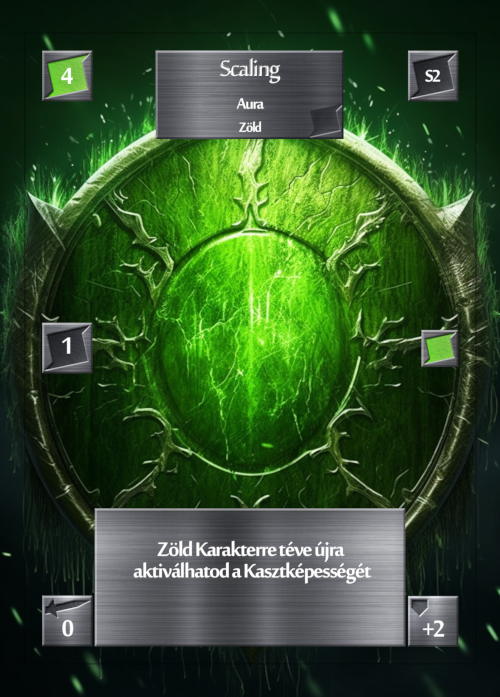 4
Scaling
S2
Aura
Zöld
1
Zöld Karakterre téve újra
aktiválhatod a Kasztképességét
0
+2